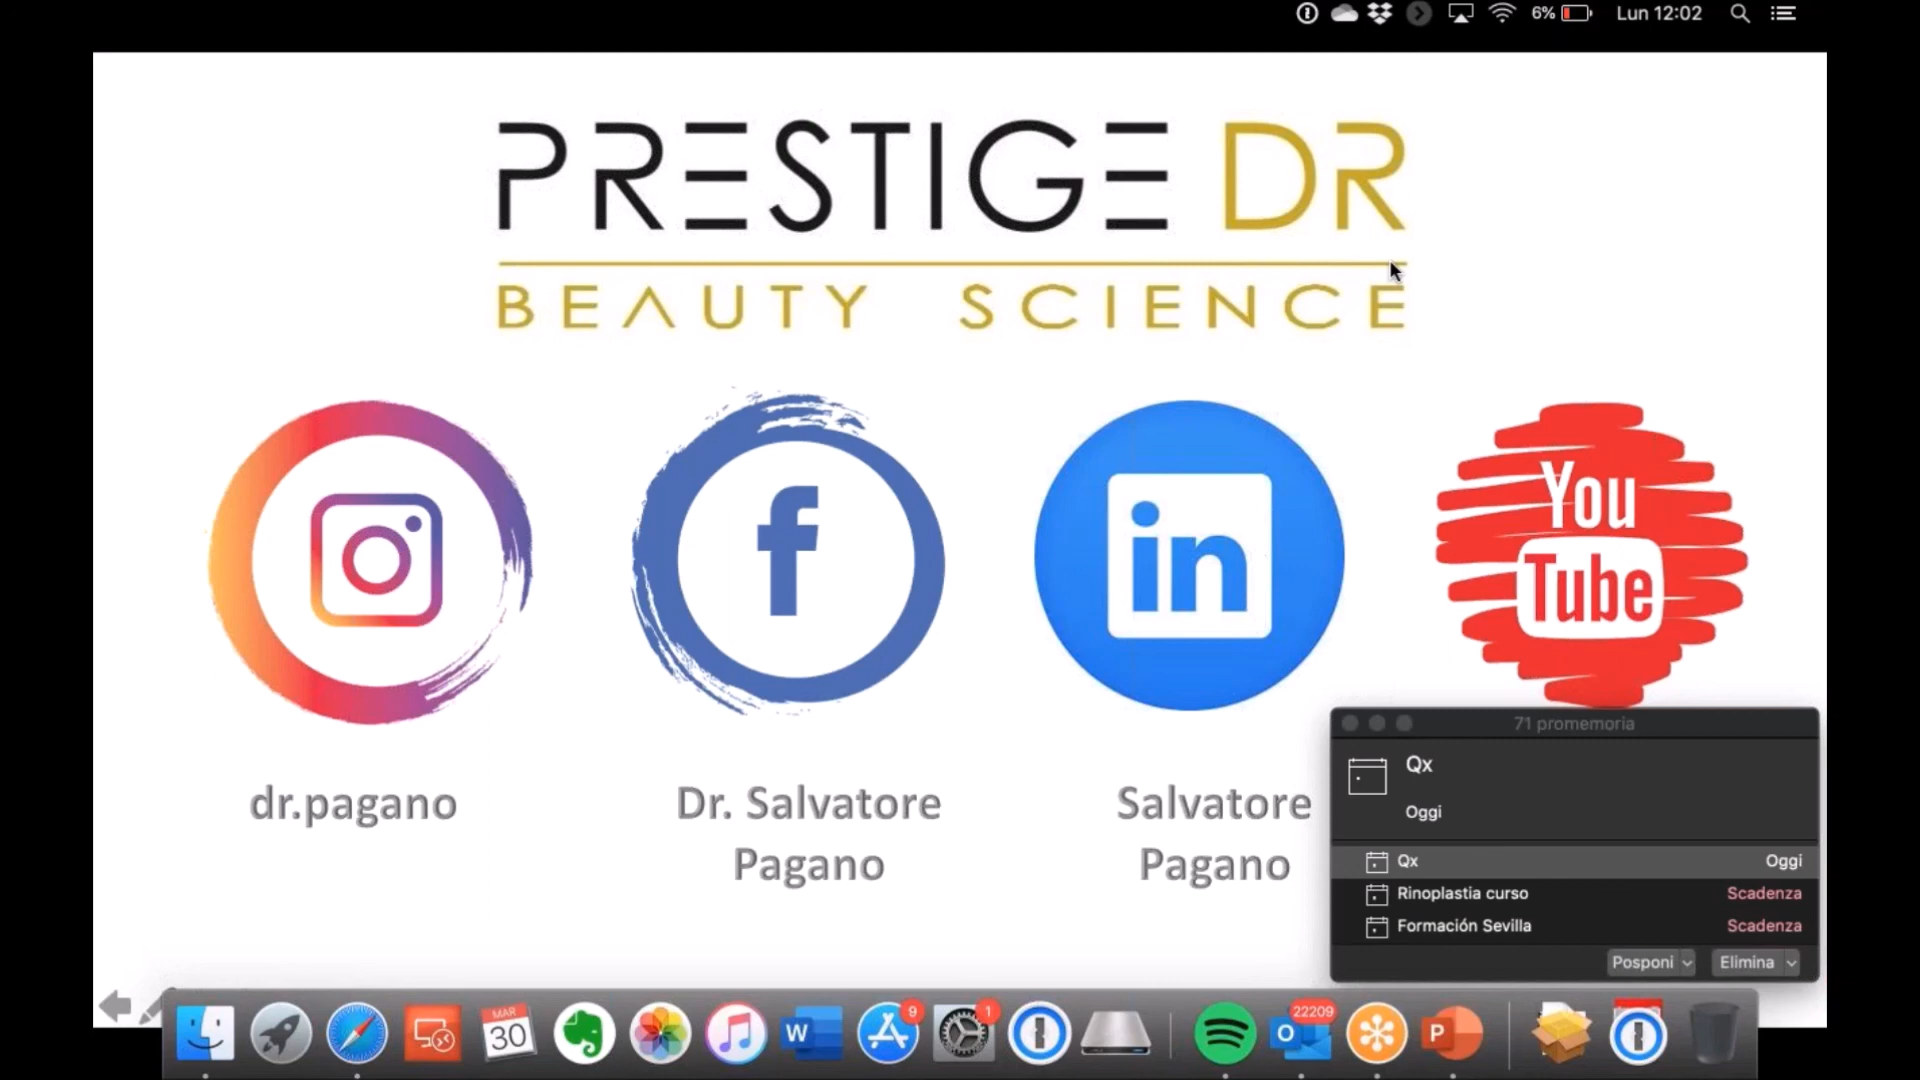 6% Lun 12:02
PRESTIGE DR
BEAUTY SCIENCE
f
in
You
Tube
dr.pagano
Dr. Salvatore
Pagano
Salvatore
Pagano
71 promemoria
Qx
Oggi
Qx Oggi
Rinoplastia curso Scadenza
Formación Sevilla Scadenza
Posponi Elimina
MAR
30
W
9
1
O
22209
P